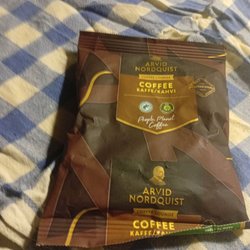 ARVID
NORDQUIST
COFFEE
KAFFE/KAHVI
People Planet
Coffee
ARVID
NORDQUIST
COFFEE
KAFFE/KAHVI